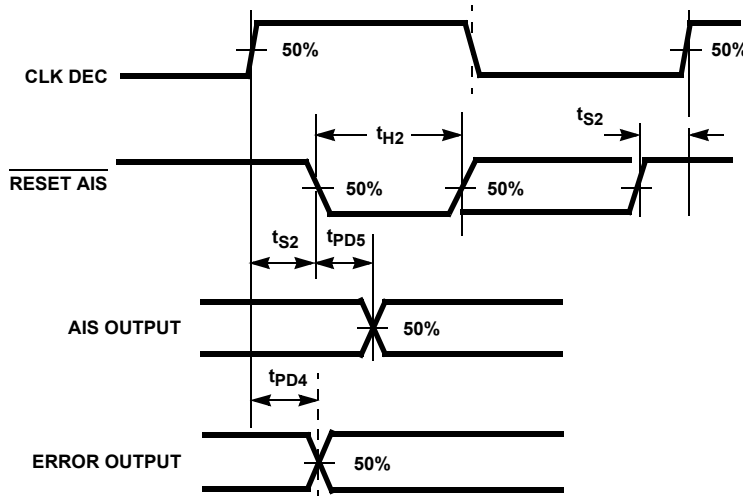 50%
50%
CLK DEC
tS2
tH2
RESET AIS
50%
50%
tS2
tPD5
AIS OUTPUT
50%
tPD4
ERROR OUTPUT
50%